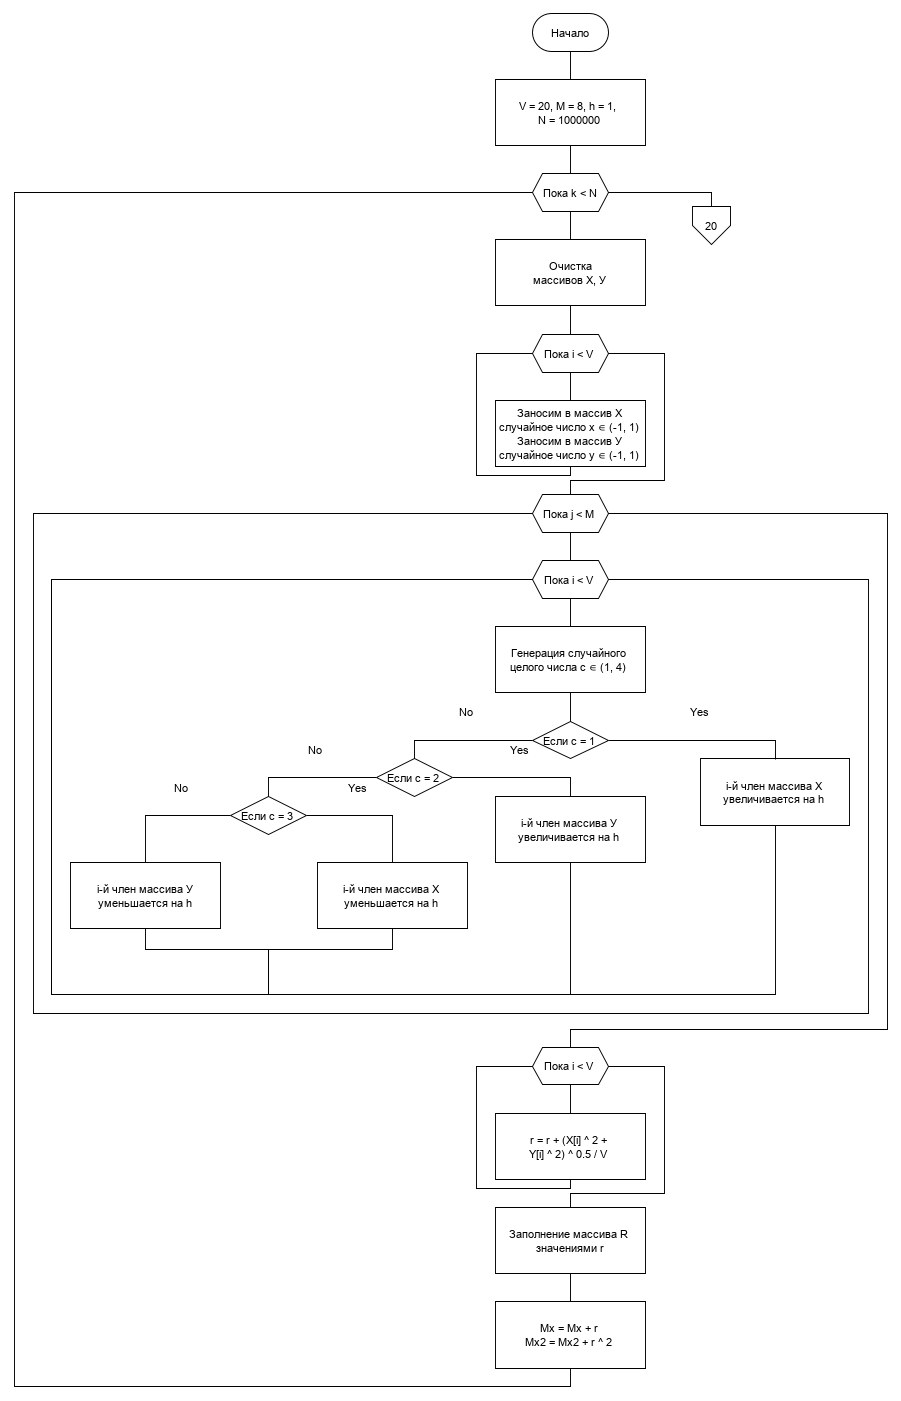 Начало
V = 20, M = 8, h = 1,
N = 1000000
Пока k < N
20
Очистка
массивов X, У
Пока i < V
Заносим в массив X
случайное число x ∈ (-1, 1)
Заносим в массив У
случайное число y ∈ (-1, 1)
Пока j < M
Пока i < V
Генерация случайного
целого числа c ∈ (1, 4)
No
Yes
Если c = 1
No
Yes
Если c = 2
i-й член массива X
увеличивается на h
No
Yes
Если c = 3
i-й член массива У
увеличивается на h
i-й член массива У
уменьшается на h
i-й член массива X
уменьшается на h
Пока i < V
r = r + (X[i] ^ 2 +
Y[i] ^ 2) ^ 0.5 / V
Заполнение массива R
значениями r
Mx = Mx + r
Mx2 = Mx2 + r ^ 2